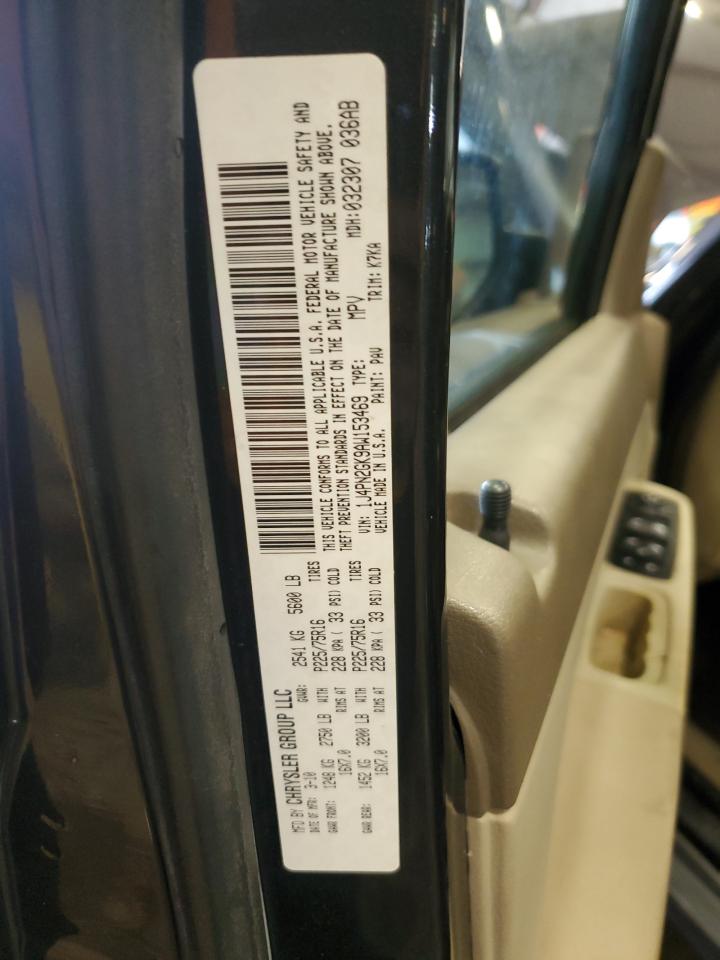 MFD BY CHRYSLER GROUP LLC
DATE OF MFR: 3-10 GVWR: 2541 KG 5600 LB
GAWR FRONT: 1248 KG 2750 LB WITH P225/75R16 TIRES
16X7.0 RIMS AT 228 KPA ( 33 PSI) COLD
GAWR REAR: 1452 KG 3200 LB WITH P225/75R16 TIRES
16X7.0 RIMS AT 228 KPA ( 33 PSI) COLD
THIS VEHICLE CONFORMS TO ALL APPLICABLE U.S.A. FEDERAL MOTOR VEHICLE SAFETY AND
THEFT PREVENTION STANDARDS IN EFFECT ON THE DATE OF MANUFACTURE SHOWN ABOVE.
VIN: 1J4PN2GK9AW153469 TYPE: MPV MDH:032307 036AB
VEHICLE MADE IN U.S.A. PAINT: PAV TRIM: K7KA